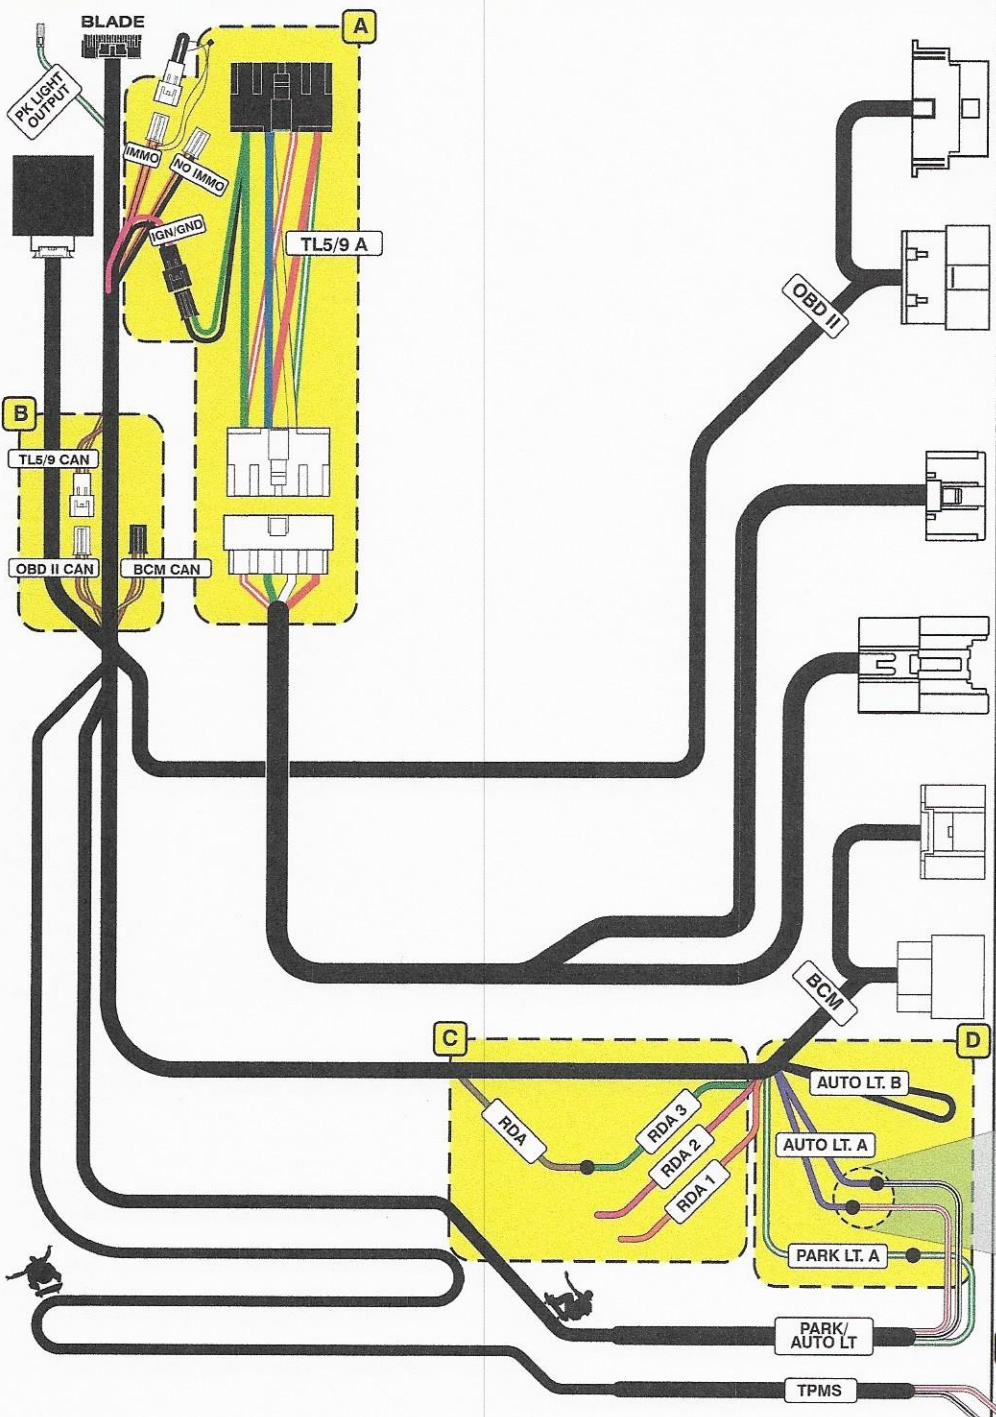 BLADE
A
PK LIGHT
OUTPUT
IMMO
NO IMMO
IGN/GND
TL5/9 A
OBD II
B
TL5/9 CAN
OBD II CAN
BCM CAN
BCM
C
D
RDA
RDA 3
RDA 2
RDA 1
AUTO LT. B
AUTO LT. A
PARK LT. A
PARK/
AUTO LT
TPMS